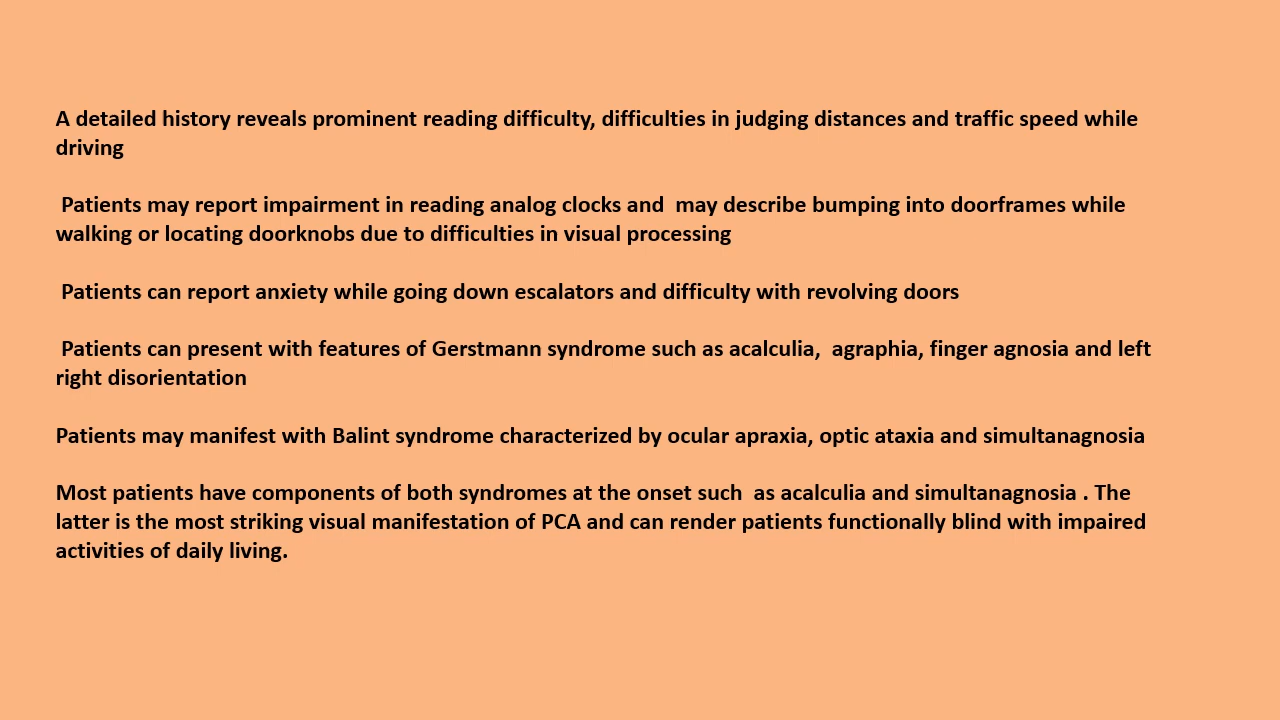 A detailed history reveals prominent reading difficulty, difficulties in judging distances and traffic speed while
driving
Patients may report impairment in reading analog clocks and  may describe bumping into doorframes while
walking or locating doorknobs due to difficulties in visual processing
Patients can report anxiety while going down escalators and difficulty with revolving doors
Patients can present with features of Gerstmann syndrome such as acalculia,  agraphia, finger agnosia and left
right disorientation
Patients may manifest with Balint syndrome characterized by ocular apraxia, optic ataxia and simultanagnosia
Most patients have components of both syndromes at the onset such  as acalculia and simultanagnosia . The
latter is the most striking visual manifestation of PCA and can render patients functionally blind with impaired
activities of daily living.